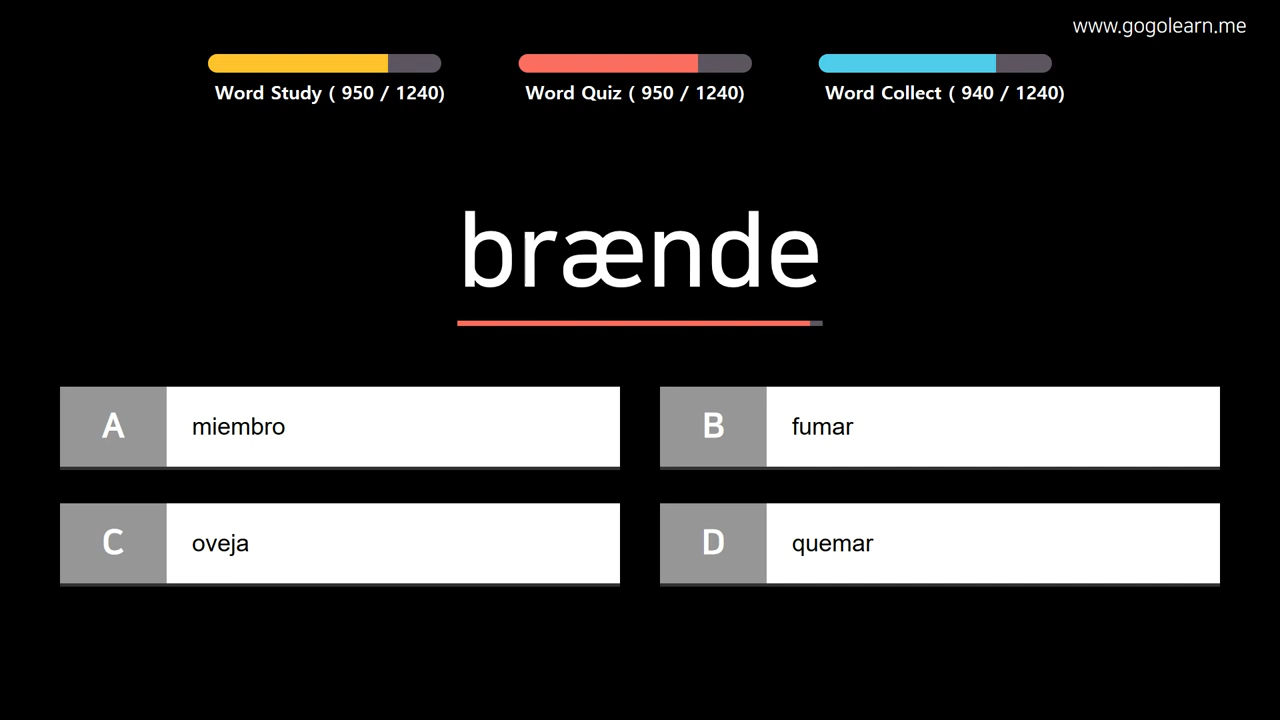 www.gogolearn.me
Word Study ( 950 / 1240)
Word Quiz ( 950 / 1240)
Word Collect ( 940 / 1240)
brænde
A miembro
B fumar
C oveja
D quemar